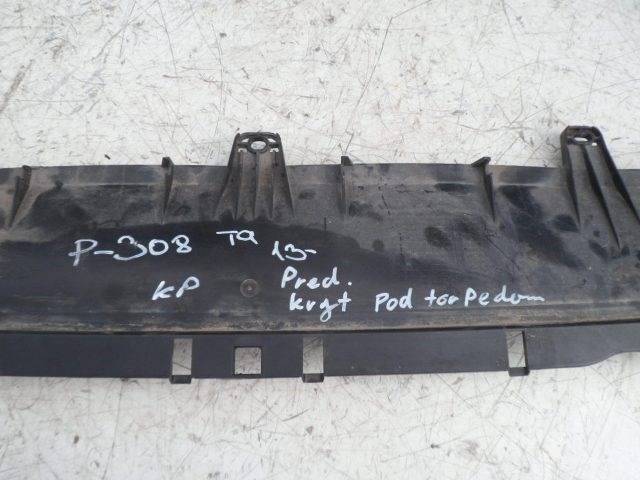 P-308 T9 13-
KP
Pred.
krgt Pod torpedom